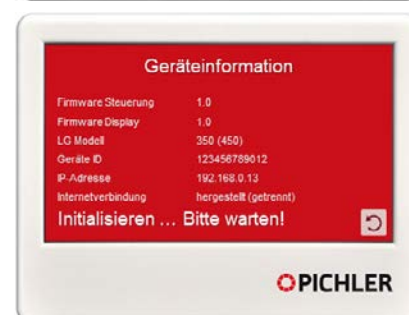 Geräteinformation
Firmware Steuerung 1.0
Firmware Display 1.0
LG Modell 350 (450)
Geräte ID 123456789012
IP-Adresse 192.168.0.13
Internetverbindung hergestellt (getrennt)
Initialisieren ... Bitte warten!
PICHLER